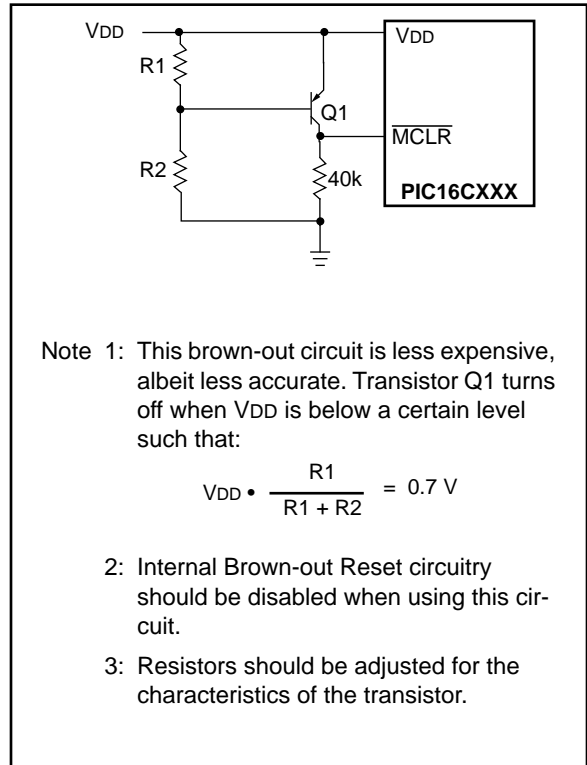 VDD
VDD
R1
Q1
MCLR
R2
40k
PIC16CXXX
Note 1: This brown-out circuit is less expensive,
albeit less accurate. Transistor Q1 turns
off when VDD is below a certain level
such that:
VDD • R1 / R1 + R2 = 0.7 V
2: Internal Brown-out Reset circuitry
should be disabled when using this cir-
cuit.
3: Resistors should be adjusted for the
characteristics of the transistor.